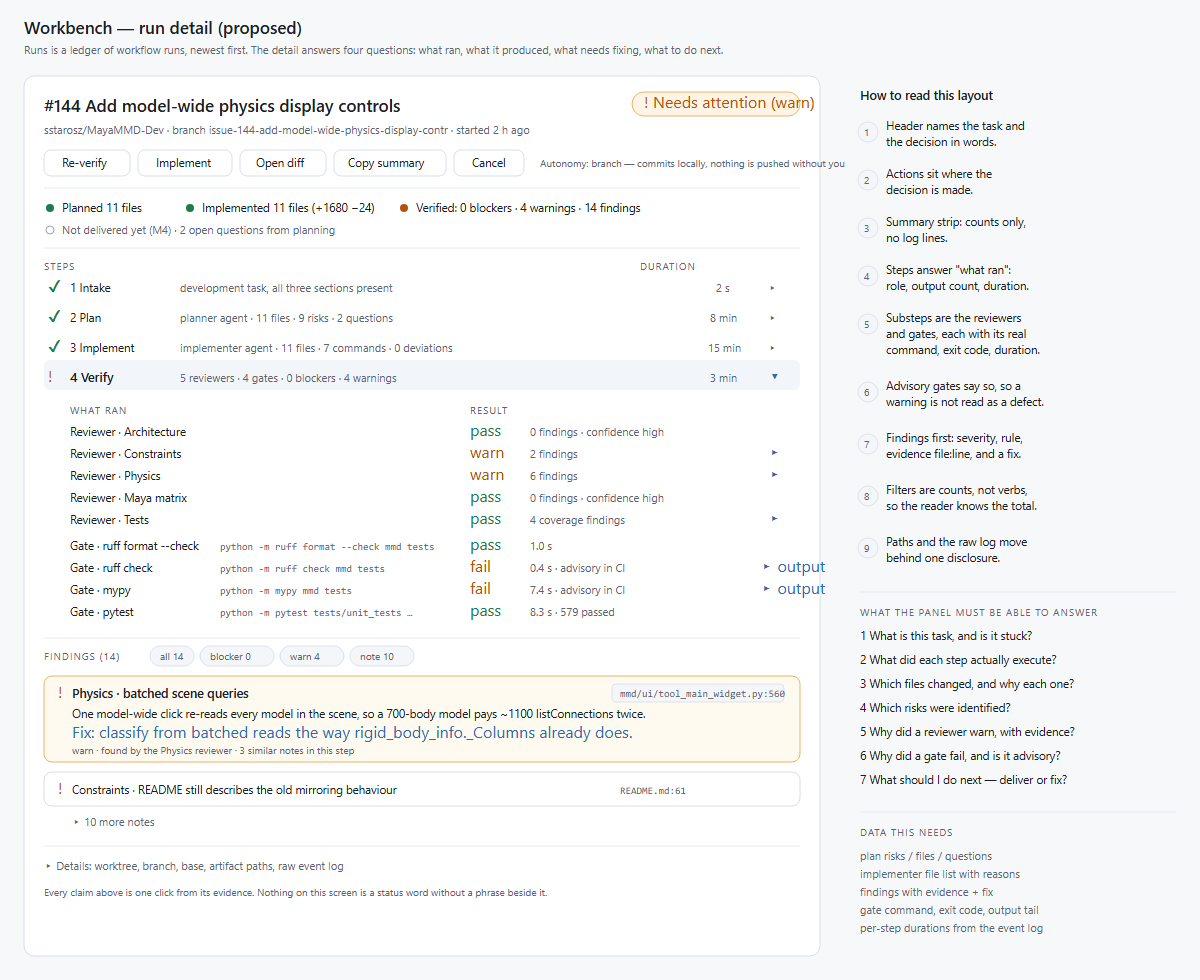 Workbench — run detail (proposed)
Runs is a ledger of workflow runs, newest first. The detail answers four questions: what ran, what it produced, what needs fixing, what to do next.
#144 Add model-wide physics display controls
! Needs attention (warn)
sstarosz/MayaMMD-Dev · branch issue-144-add-model-wide-physics-display-contr · started 2 h ago
Re-verify Implement Open diff Copy summary Cancel Autonomy: branch — commits locally, nothing is pushed without you
Planned 11 files Implemented 11 files (+1680 −24) Verified: 0 blockers · 4 warnings · 14 findings
Not delivered yet (M4) · 2 open questions from planning
STEPS DURATION
✓ 1 Intake development task, all three sections present 2 s ▸
✓ 2 Plan planner agent · 11 files · 9 risks · 2 questions 8 min ▸
✓ 3 Implement implementer agent · 11 files · 7 commands · 0 deviations 15 min ▸
! 4 Verify 5 reviewers · 4 gates · 0 blockers · 4 warnings 3 min ▾
WHAT RAN RESULT
Reviewer · Architecture pass 0 findings · confidence high
Reviewer · Constraints warn 2 findings ▸
Reviewer · Physics warn 6 findings ▸
Reviewer · Maya matrix pass 0 findings · confidence high
Reviewer · Tests pass 4 coverage findings ▸
Gate · ruff format --check python -m ruff format --check mmd tests pass 1.0 s
Gate · ruff check python -m ruff check mmd tests fail 0.4 s · advisory in CI ▸ output
Gate · mypy python -m mypy mmd tests fail 7.4 s · advisory in CI ▸ output
Gate · pytest python -m pytest tests/unit_tests … pass 8.3 s · 579 passed
FINDINGS (14) all 14 blocker 0 warn 4 note 10
! Physics · batched scene queries mmd/ui/tool_main_widget.py:560
One model-wide click re-reads every model in the scene, so a 700-body model pays ~1100 listConnections twice.
Fix: classify from batched reads the way rigid_body_info._Columns already does.
warn · found by the Physics reviewer · 3 similar notes in this step
! Constraints · README still describes the old mirroring behaviour README.md:61
▸ 10 more notes
▸ Details: worktree, branch, base, artifact paths, raw event log
Every claim above is one click from its evidence. Nothing on this screen is a status word without a phrase beside it.
How to read this layout
1 Header names the task and
the decision in words.
2 Actions sit where the
decision is made.
3 Summary strip: counts only,
no log lines.
4 Steps answer "what ran":
role, output count, duration.
5 Substeps are the reviewers
and gates, each with its real
command, exit code, duration.
6 Advisory gates say so, so a
warning is not read as a defect.
7 Findings first: severity, rule,
evidence file:line, and a fix.
8 Filters are counts, not verbs,
so the reader knows the total.
9 Paths and the raw log move
behind one disclosure.
WHAT THE PANEL MUST BE ABLE TO ANSWER
1 What is this task, and is it stuck?
2 What did each step actually execute?
3 Which files changed, and why each one?
4 Which risks were identified?
5 Why did a reviewer warn, with evidence?
6 Why did a gate fail, and is it advisory?
7 What should I do next — deliver or fix?
DATA THIS NEEDS
plan risks / files / questions
implementer file list with reasons
findings with evidence + fix
gate command, exit code, output tail
per-step durations from the event log